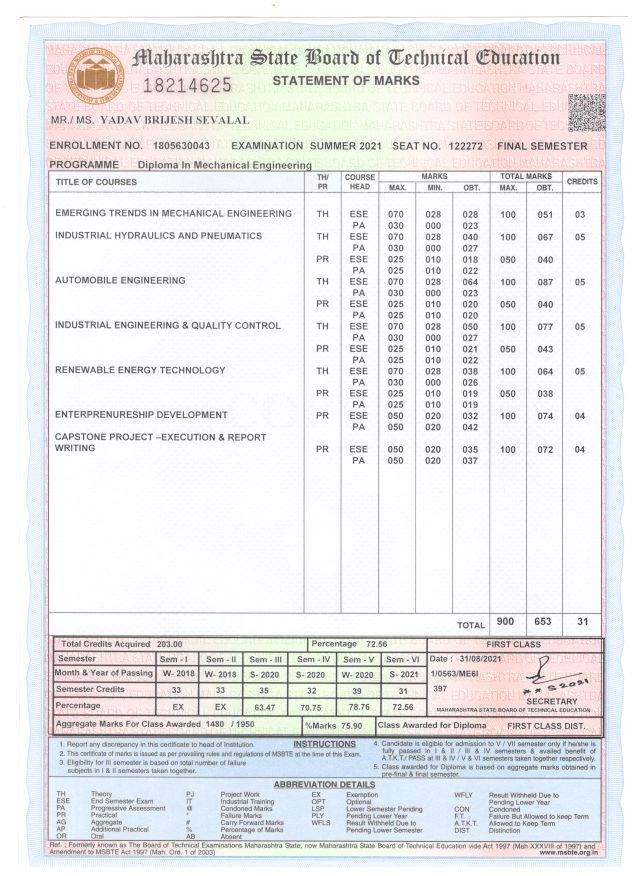 Maharashtra State Board of Technical Education
18214625
STATEMENT OF MARKS
MR./ MS. YADAV BRIJESH SEVALAL
ENROLLMENT NO. 1805630043 EXAMINATION SUMMER 2021 SEAT NO. 122272 FINAL SEMESTER
PROGRAMME Diploma In Mechanical Engineering
TITLE OF COURSES TH/ PR COURSE HEAD MARKS TOTAL MARKS CREDITS
MAX. MIN. OBT. MAX. OBT.
EMERGING TRENDS IN MECHANICAL ENGINEERING TH ESE 070 028 028 100 051 03
PA 030 000 023
INDUSTRIAL HYDRAULICS AND PNEUMATICS TH ESE 070 028 040 100 067 05
PA 030 000 027
PR ESE 025 010 018 050 040
PA 025 010 022
AUTOMOBILE ENGINEERING TH ESE 070 028 064 100 087 05
PA 030 000 023
PR ESE 025 010 020 050 040
PA 025 010 020
INDUSTRIAL ENGINEERING & QUALITY CONTROL TH ESE 070 028 050 100 077 05
PA 030 000 027
PR ESE 025 010 021 050 043
PA 025 010 022
RENEWABLE ENERGY TECHNOLOGY TH ESE 070 028 038 100 064 05
PA 030 000 026
PR ESE 025 010 019 050 038
PA 025 010 019
ENTERPRENURESHIP DEVELOPMENT PR ESE 050 020 032 100 074 04
PA 050 020 042
CAPSTONE PROJECT –EXECUTION & REPORT
WRITING PR ESE 050 020 035 100 072 04
PA 050 020 037
TOTAL 900 653 31
Total Credits Acquired 203.00 Percentage 72.56 FIRST CLASS
Semester Sem - I Sem - II Sem - III Sem - IV Sem - V Sem - VI Date : 31/08/2021
Month & Year of Passing W- 2018 W- 2018 S- 2020 S- 2020 W- 2020 S- 2021 1/0563/ME6I
Semester Credits 33 33 35 32 39 31 397
Percentage EX EX 63.47 70.75 78.76 72.56 SECRETARY
MAHARASHTRA STATE BOARD OF TECHNICAL EDUCATION
Aggregate Marks For Class Awarded 1480 / 1950 %Marks 75.90 Class Awarded for Diploma FIRST CLASS DIST.
INSTRUCTIONS
1. Report any discrepancy in this certificate to head of Institution.
2. This certificate of marks is issued as per prevailing rules and regulations of MSBTE at the time of this Exam.
3. Eligibility for III semester is based on total number of failure
subjects in I & II semesters taken together.
4. Candidate is eligible for admission to V / VII semester only if he/she is
fully passed in I & II / III & IV semesters & availed benefit of
A.T.K.T./ PASS at III & IV / V & VI semesters taken together respectively.
5. Class awarded for Diploma is based on aggregate marks obtained in
pre-final & final semester.
ABBREVIATION DETAILS
TH Theory PJ Project Work EX Exemption WFLY Result Withheld Due to
ESE End Semester Exam IT Industrial Training OPT Optional Pending Lower Year
PA Progressive Assessment @ Condoned Marks LSP Lower Semester Pending CON Condoned
PR Practical * Failure Marks PLY Pending Lower Year F.T. Failure But Allowed to keep Term
AG Aggregate # Carry Forward Marks WFLS Result Withheld Due to A.T.K.T. Allowed to Keep Term
AP Additional Practical % Percentage of Marks Pending Lower Semester DIST Distinction
OR Oral AB Absent
Ref. : Formerly known as The Board of Technical Examinations Maharashtra State, now Maharashtra State Board of Technical Education vide Act 1997 (Mah XXXVIII of 1997) and
Amendment to MSBTE Act 1997 (Mah. Ord. 1 of 2003) www.msbte.org.in